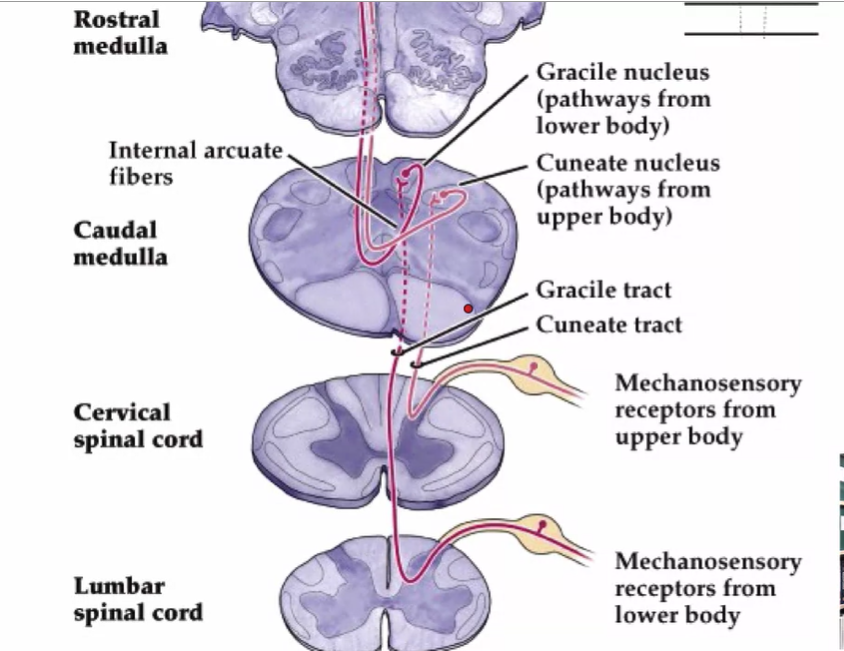 Rostral
medulla
Gracile nucleus
(pathways from
lower body)
Internal arcuate
fibers
Cuneate nucleus
(pathways from
upper body)
Caudal
medulla
Gracile tract
Cuneate tract
Mechanosensory
receptors from
upper body
Cervical
spinal cord
Mechanosensory
receptors from
lower body
Lumbar
spinal cord